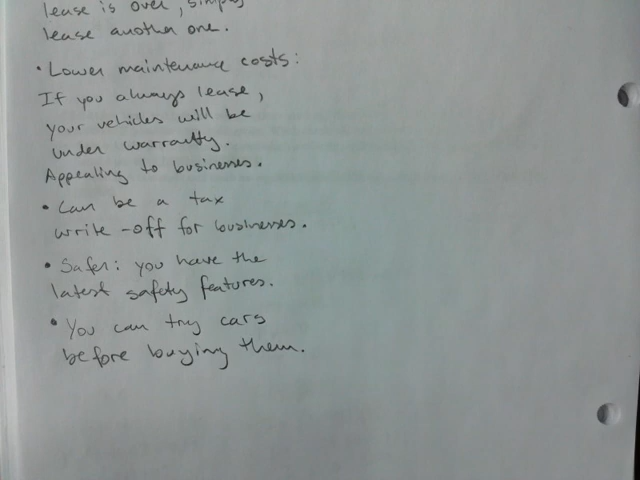 lease is over, simply
lease another one.
• Lower maintenance costs:
If you always lease,
your vehicles will be
under warranty.
Appealing to businesses.
• Can be a tax
write-off for businesses.
• Safer: you have the
latest safety features.
• You can try cars
before buying them.